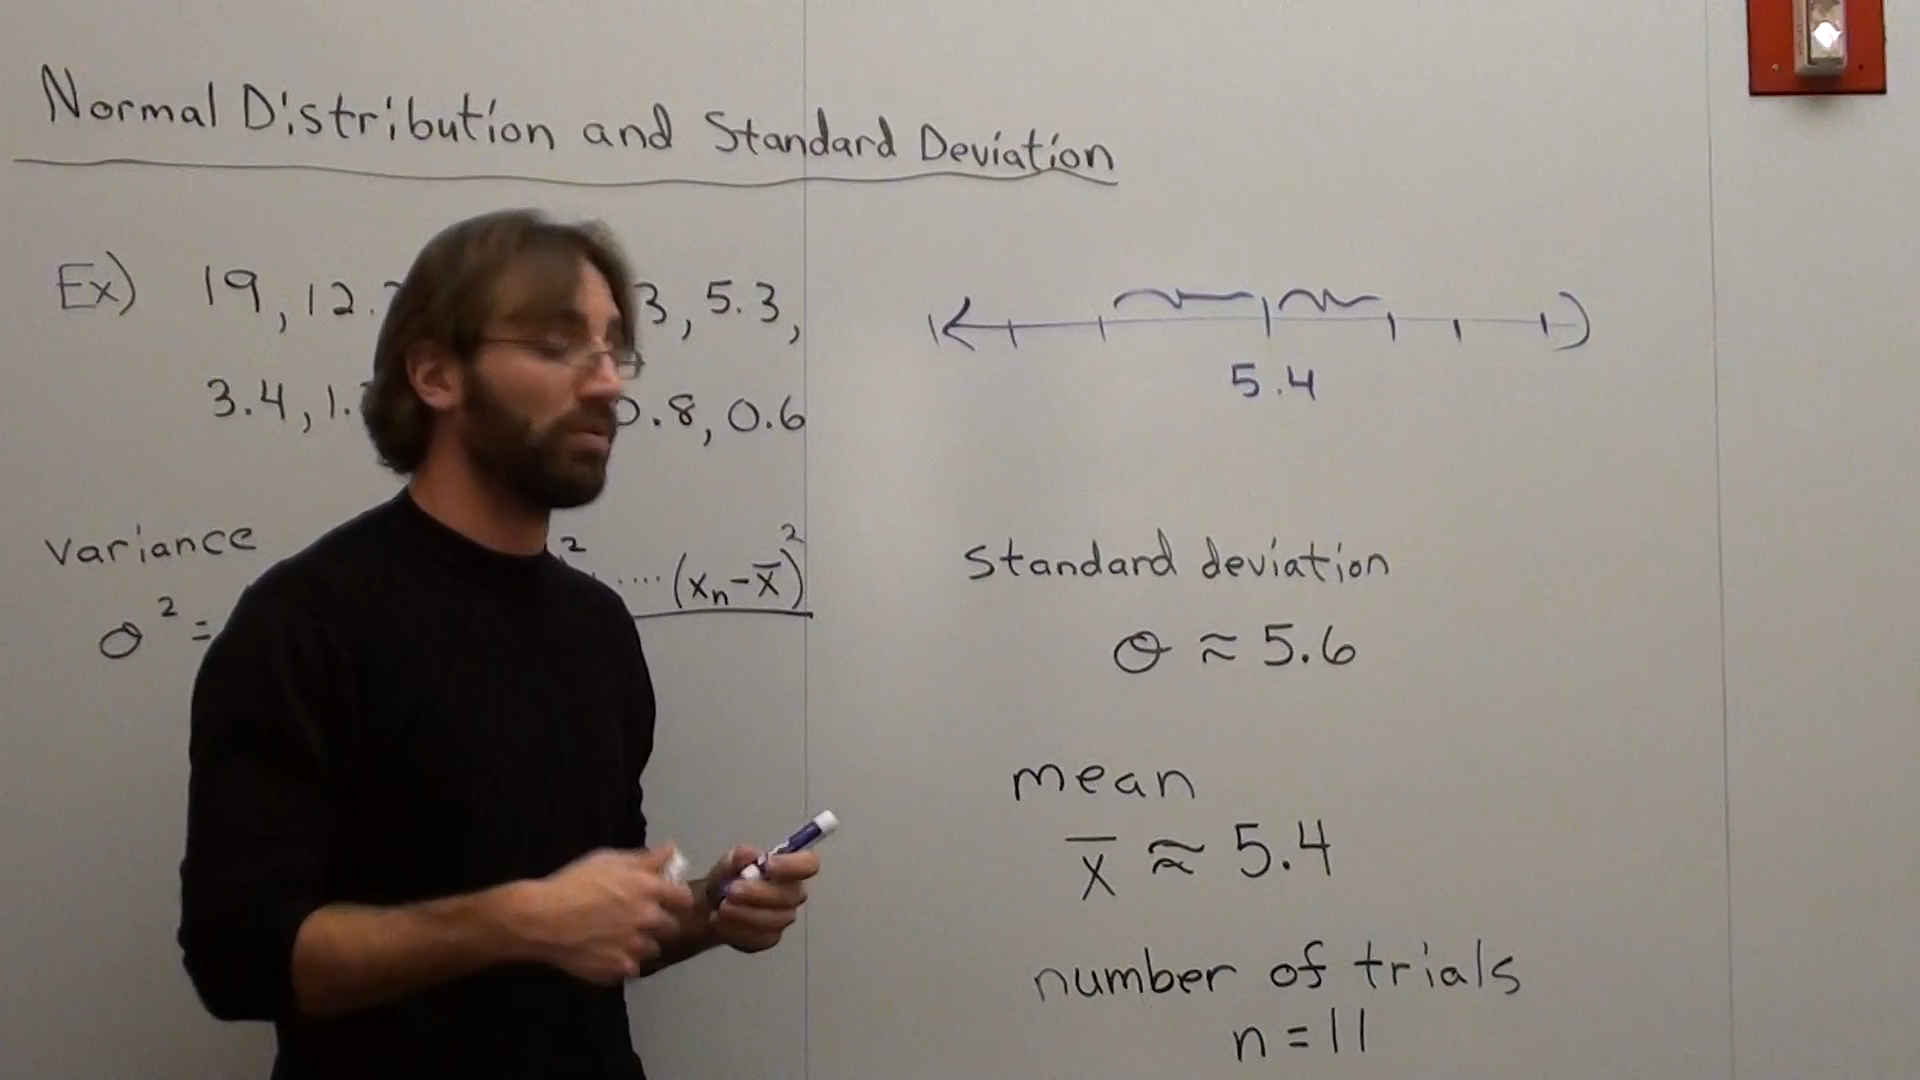 Normal Distribution and Standard Deviation
Ex) 19, 12. 3, 5.3,
3.4, 1. 0.8, 0.6
5.4
variance
σ² = ² .... (xₙ-x̄)²
Standard deviation
σ ≈ 5.6
mean
x̄ ≈ 5.4
number of trials
n = 11